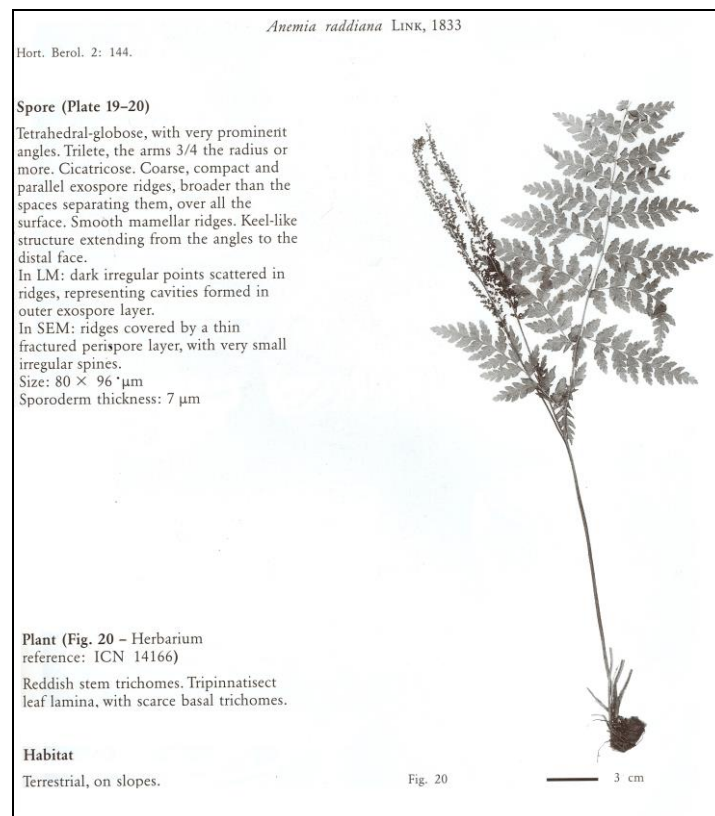 Anemia raddiana LINK, 1833
Hort. Berol. 2: 144.
Spore (Plate 19–20)
Tetrahedral-globose, with very prominent
angles. Trilete, the arms 3/4 the radius or
more. Cicatricose. Coarse, compact and
parallel exospore ridges, broader than the
spaces separating them, over all the
surface. Smooth mamellar ridges. Keel-like
structure extending from the angles to the
distal face.
In LM: dark irregular points scattered in
ridges, representing cavities formed in
outer exospore layer.
In SEM: ridges covered by a thin
fractured perispore layer, with very small
irregular spines.
Size: 80 × 96 µm
Sporoderm thickness: 7 µm
Plant (Fig. 20 – Herbarium
reference: ICN 14166)
Reddish stem trichomes. Tripinnatisect
leaf lamina, with scarce basal trichomes.
Habitat
Terrestrial, on slopes.
Fig. 20
3 cm